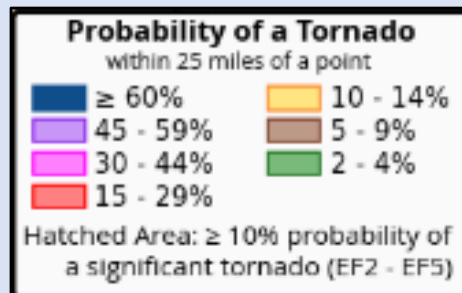 Probability of a Tornado
within 25 miles of a point
≥ 60%
45 - 59%
30 - 44%
15 - 29%
10 - 14%
5 - 9%
2 - 4%
Hatched Area: ≥ 10% probability of
a significant tornado (EF2 - EF5)